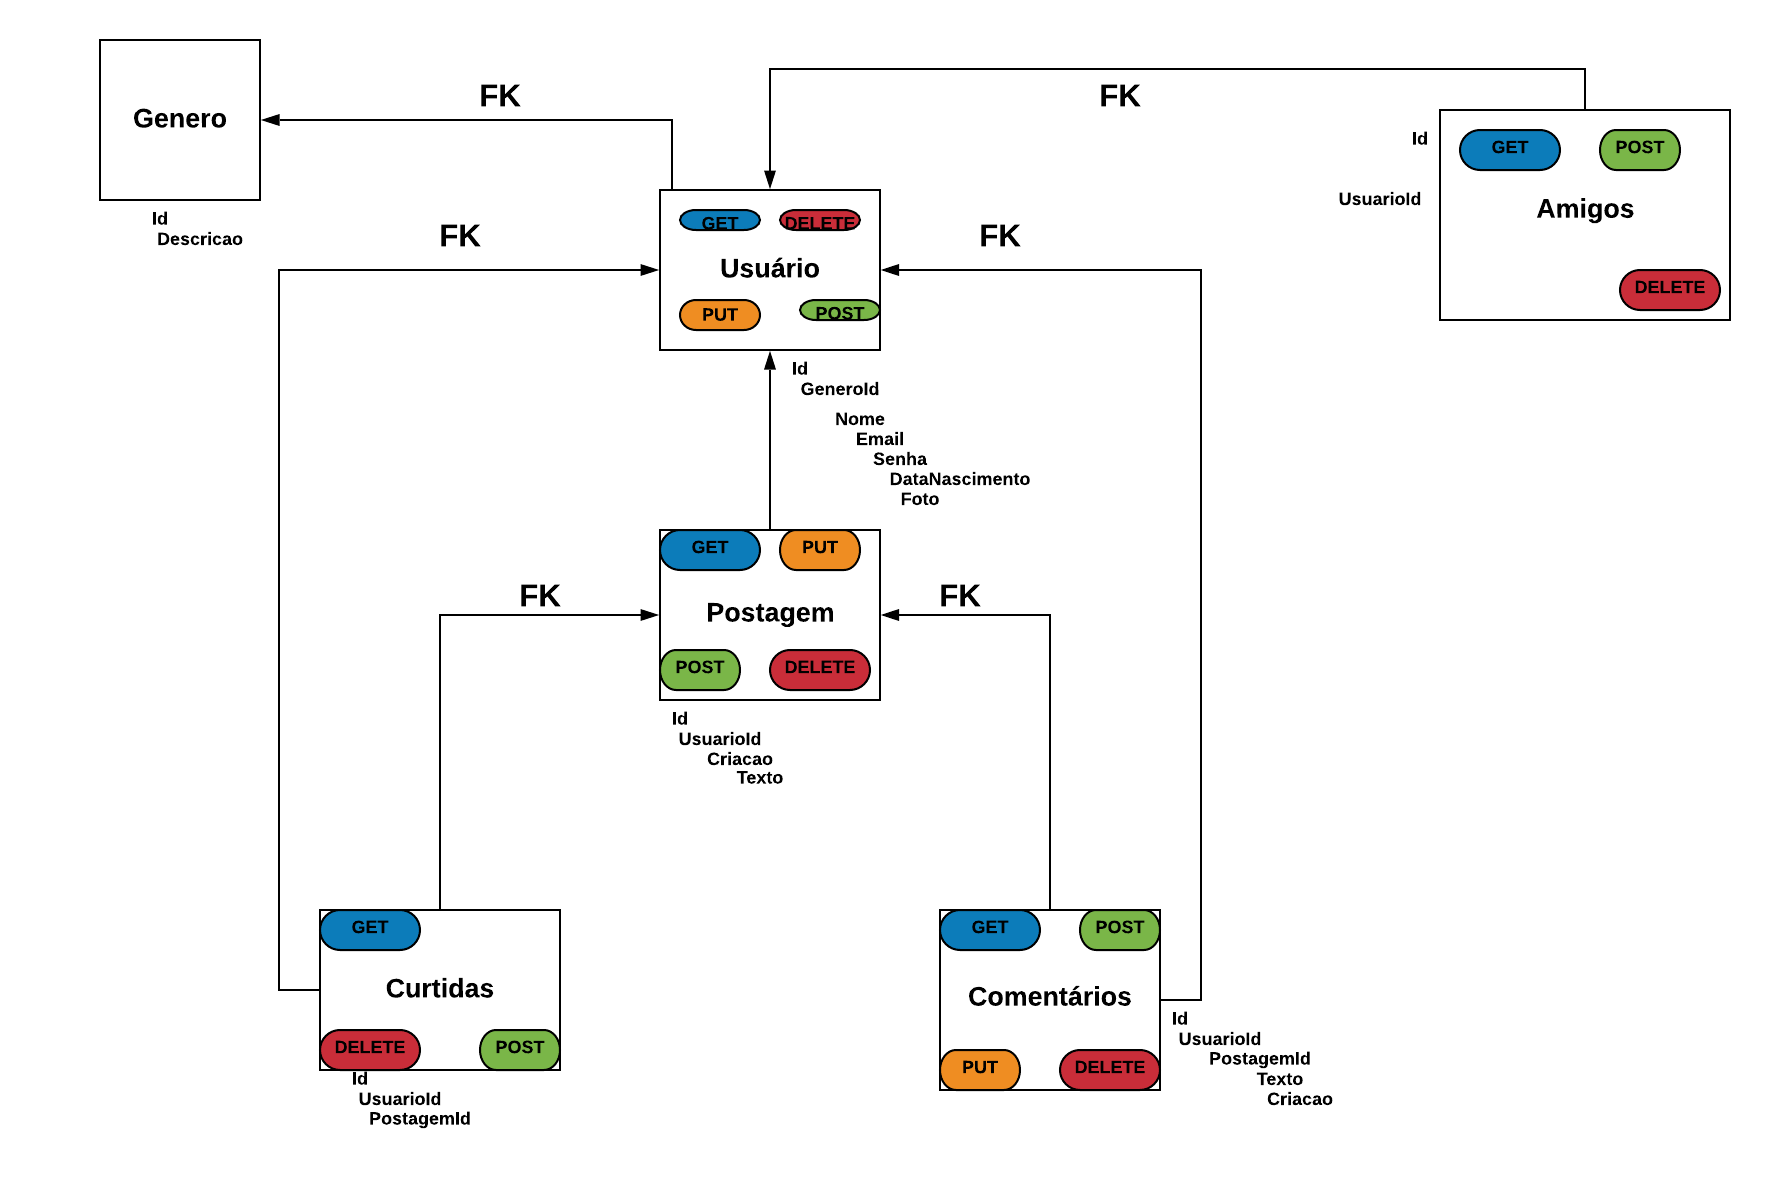 Genero
Id
Descricao
FK
FK
Id
UsuarioId
GET
POST
Amigos
DELETE
FK
GET
DELETE
Usuário
PUT
POST
FK
Id
GeneroId
Nome
Email
Senha
DataNascimento
Foto
GET
PUT
Postagem
POST
DELETE
FK
FK
Id
UsuarioId
Criacao
Texto
GET
Curtidas
DELETE
POST
Id
UsuarioId
PostagemId
GET
POST
Comentários
PUT
DELETE
Id
UsuarioId
PostagemId
Texto
Criacao